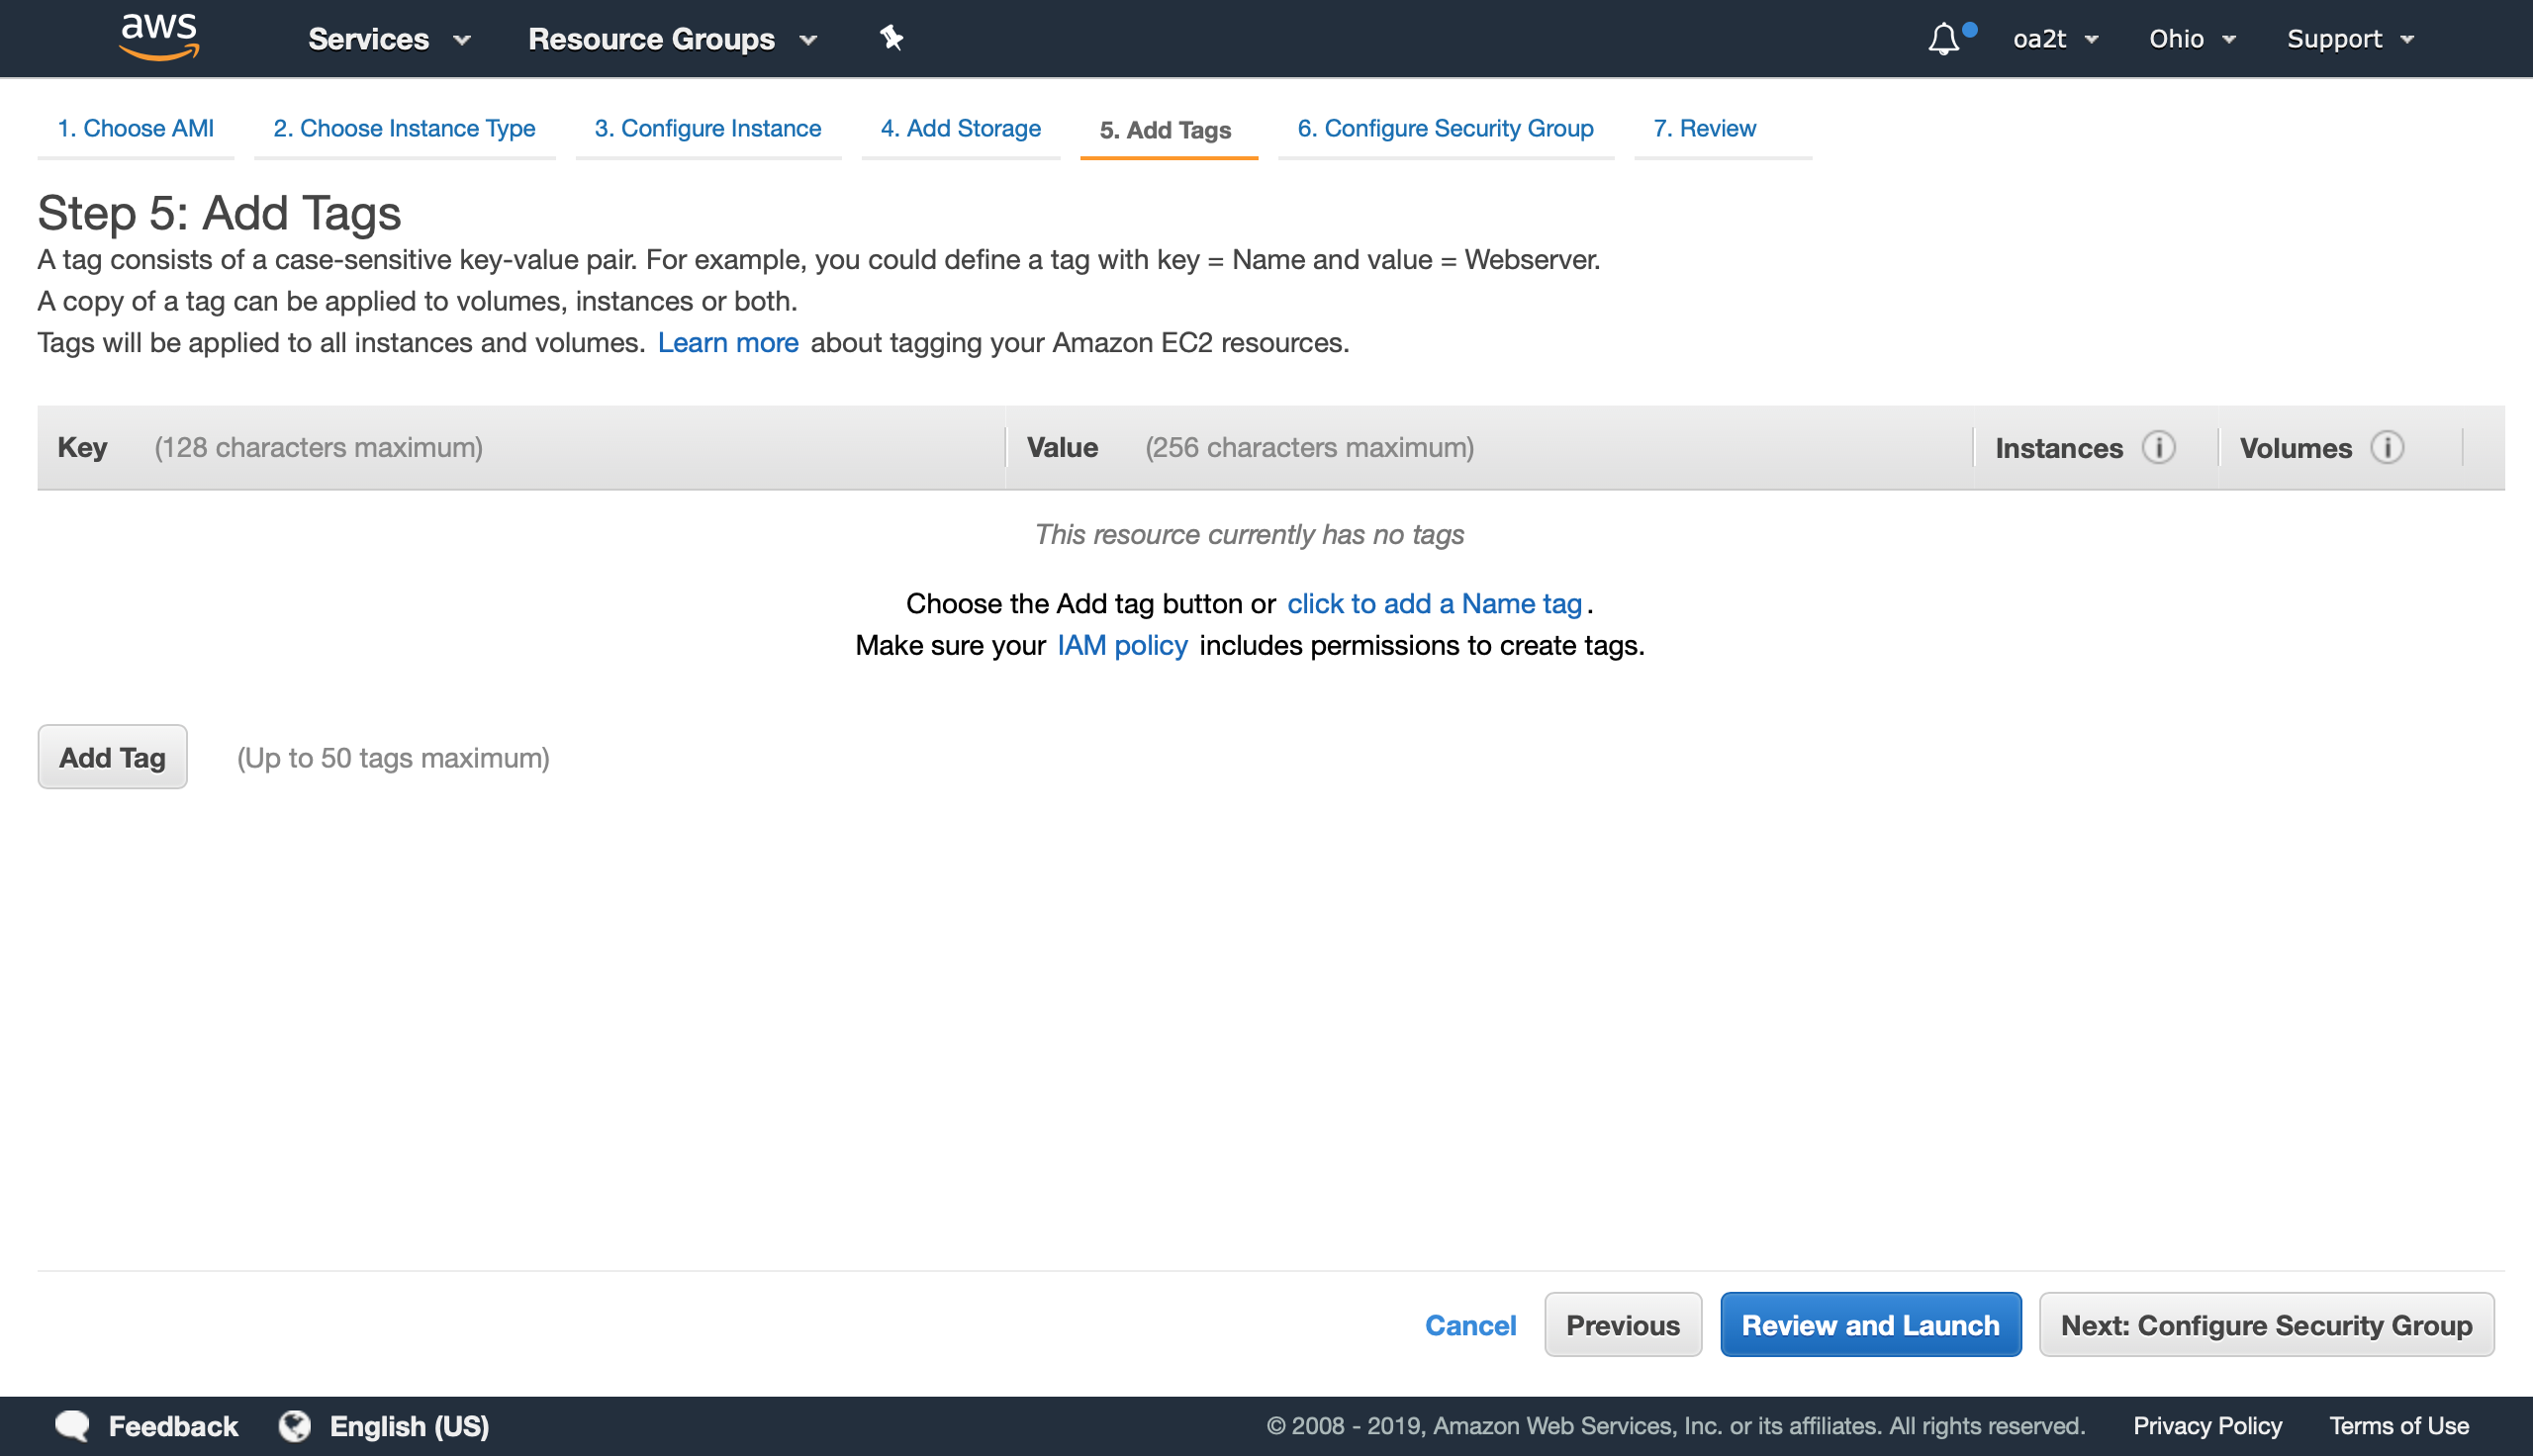 aws Services Resource Groups oa2t Ohio Support
1. Choose AMI 2. Choose Instance Type 3. Configure Instance 4. Add Storage 5. Add Tags 6. Configure Security Group 7. Review
Step 5: Add Tags
A tag consists of a case-sensitive key-value pair. For example, you could define a tag with key = Name and value = Webserver.
A copy of a tag can be applied to volumes, instances or both.
Tags will be applied to all instances and volumes. Learn more about tagging your Amazon EC2 resources.
Key (128 characters maximum) Value (256 characters maximum) Instances i Volumes i
This resource currently has no tags
Choose the Add tag button or click to add a Name tag.
Make sure your IAM policy includes permissions to create tags.
Add Tag (Up to 50 tags maximum)
Cancel Previous Review and Launch Next: Configure Security Group
Feedback English (US) © 2008 - 2019, Amazon Web Services, Inc. or its affiliates. All rights reserved. Privacy Policy Terms of Use